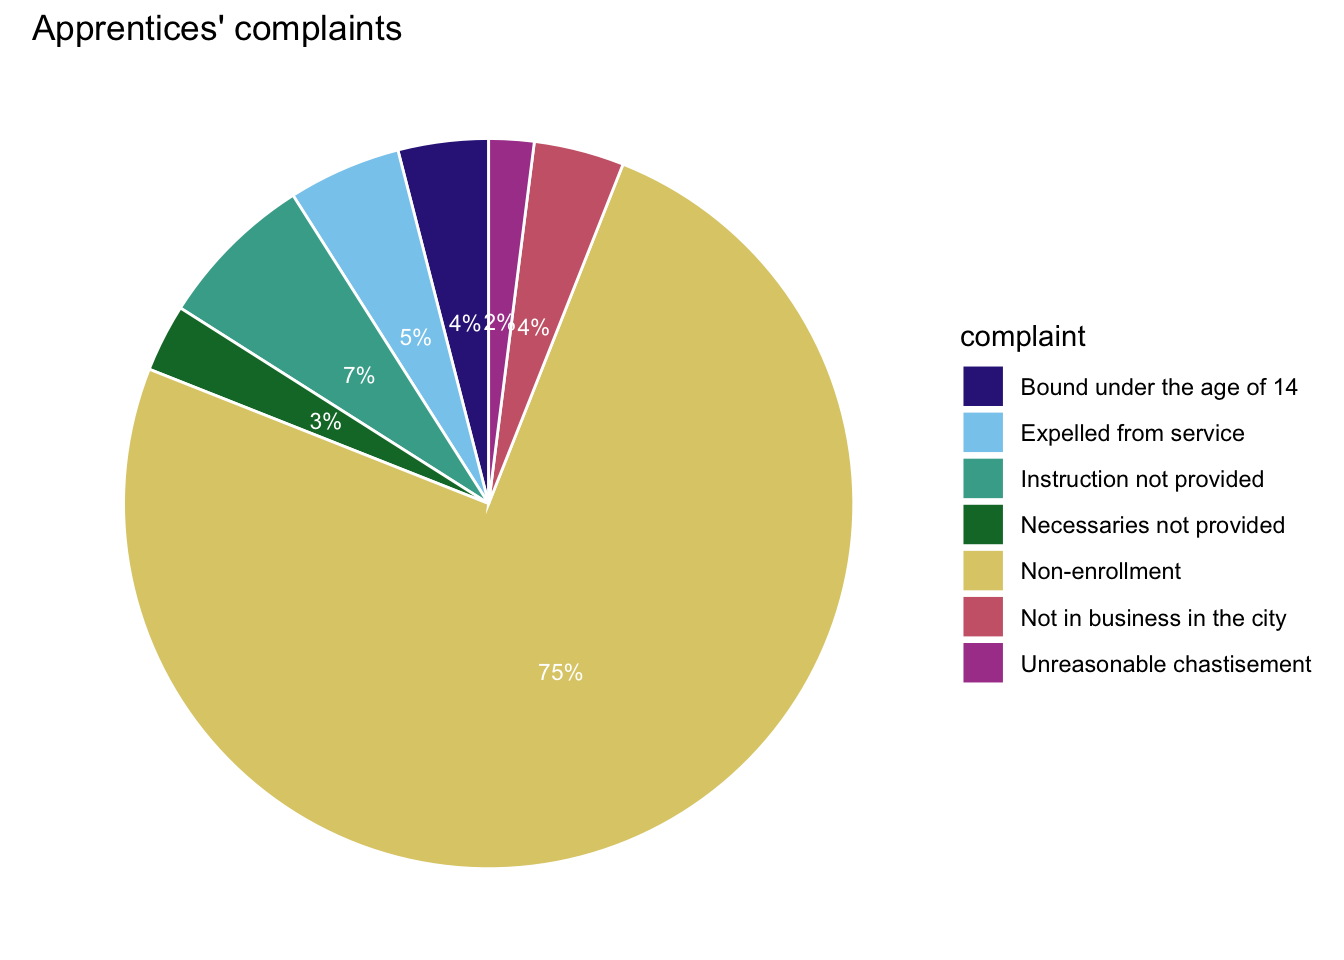 Apprentices' complaints
4%
2%
4%
5%
7%
3%
75%
complaint
Bound under the age of 14
Expelled from service
Instruction not provided
Necessaries not provided
Non-enrollment
Not in business in the city
Unreasonable chastisement